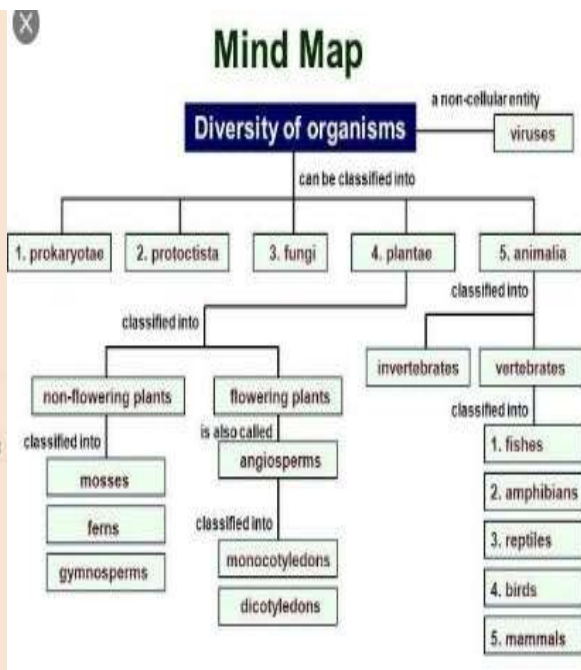 Mind Map
a non-cellular entity
Diversity of organisms
viruses
can be classified into
1. prokaryotae
2. protoctista
3. fungi
4. plantae
5. animalia
classified into
classified into
invertebrates
vertebrates
non-flowering plants
flowering plants
classified into
classified into
is also called
mosses
angiosperms
ferns
classified into
gymnosperms
monocotyledons
dicotyledons
1. fishes
2. amphibians
3. reptiles
4. birds
5. mammals